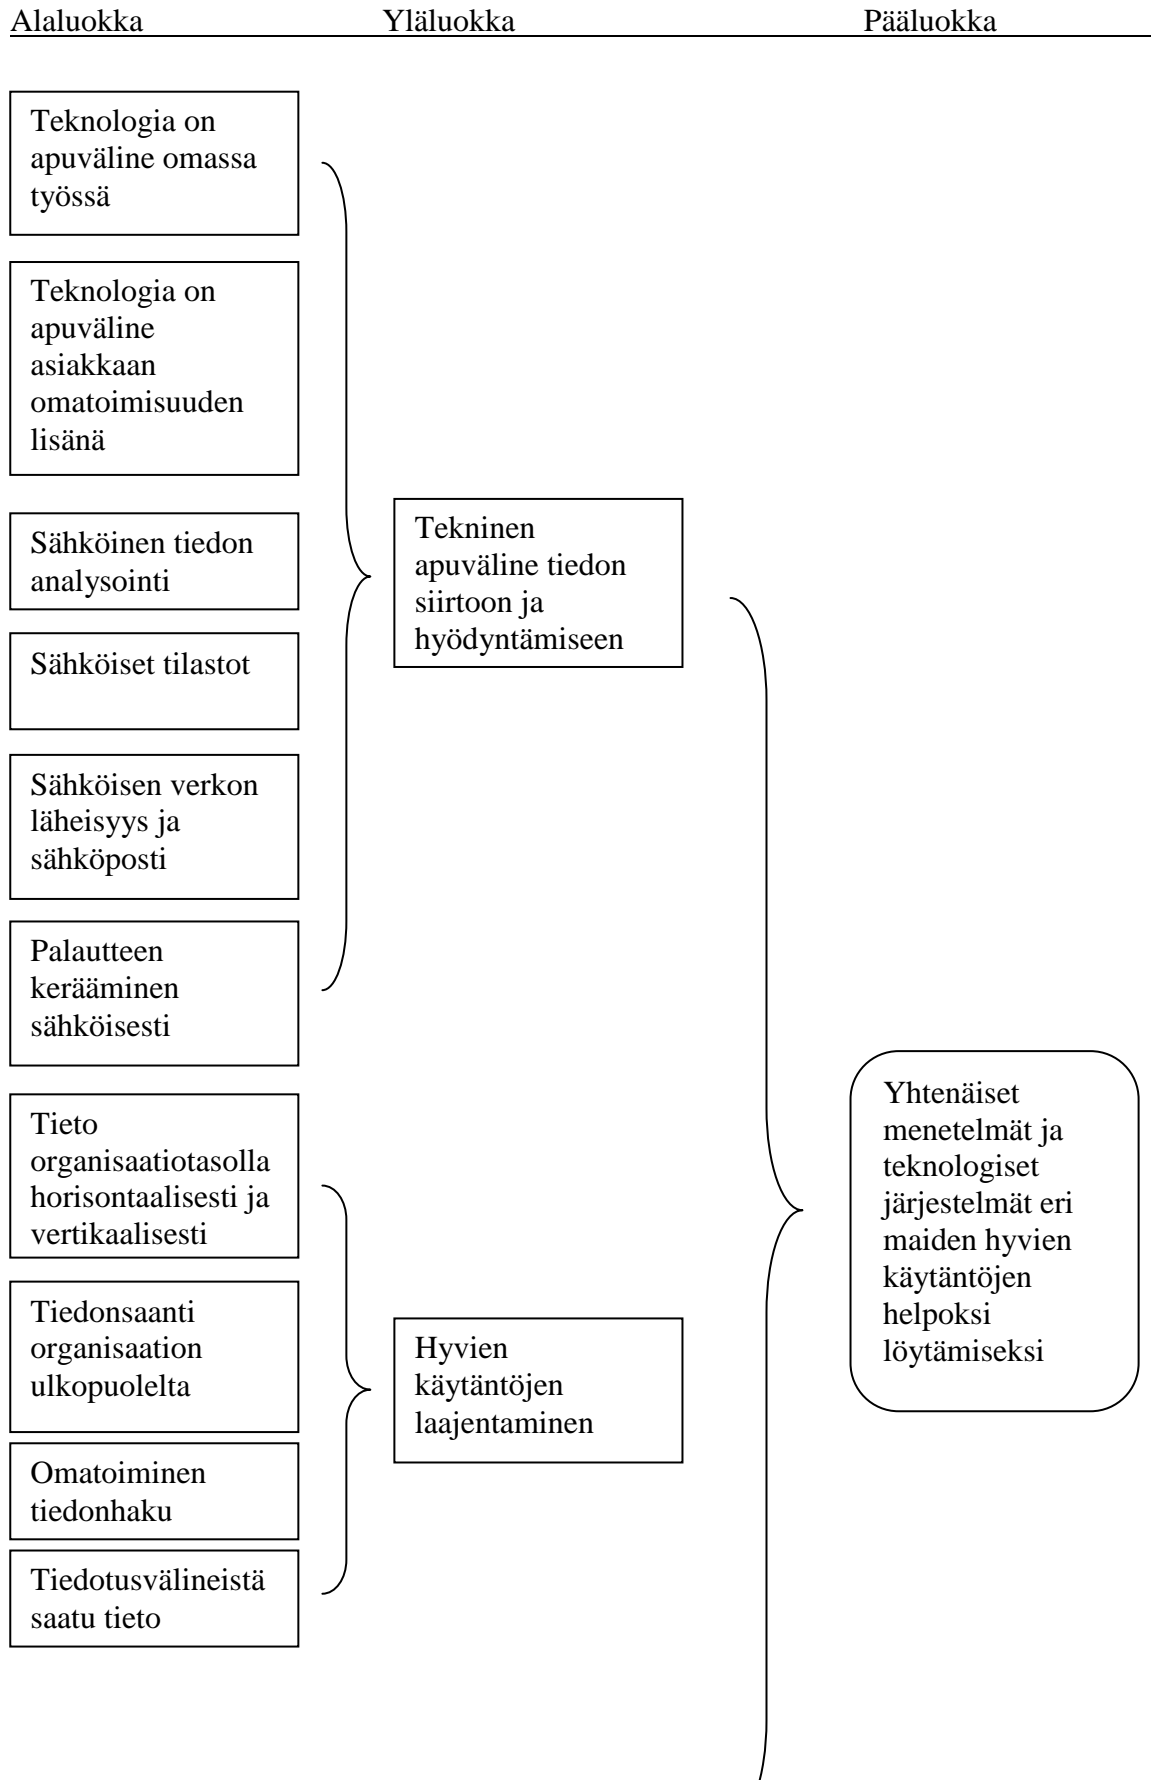 Alaluokka Yläluokka Pääluokka
Teknologia on
apuväline omassa
työssä
Teknologia on
apuväline
asiakkaan
omatoimisuuden
lisänä
Sähköinen tiedon
analysointi
Sähköiset tilastot
Sähköisen verkon
läheisyys ja
sähköposti
Palautteen
kerääminen
sähköisesti
Tekninen
apuväline tiedon
siirtoon ja
hyödyntämiseen
Tieto
organisaatiotasolla
horisontaalisesti ja
vertikaalisesti
Tiedonsaanti
organisaation
ulkopuolelta
Omatoiminen
tiedonhaku
Tiedotusvälineistä
saatu tieto
Hyvien
käytäntöjen
laajentaminen
Yhtenäiset
menetelmät ja
teknologiset
järjestelmät eri
maiden hyvien
käytäntöjen
helpoksi
löytämiseksi